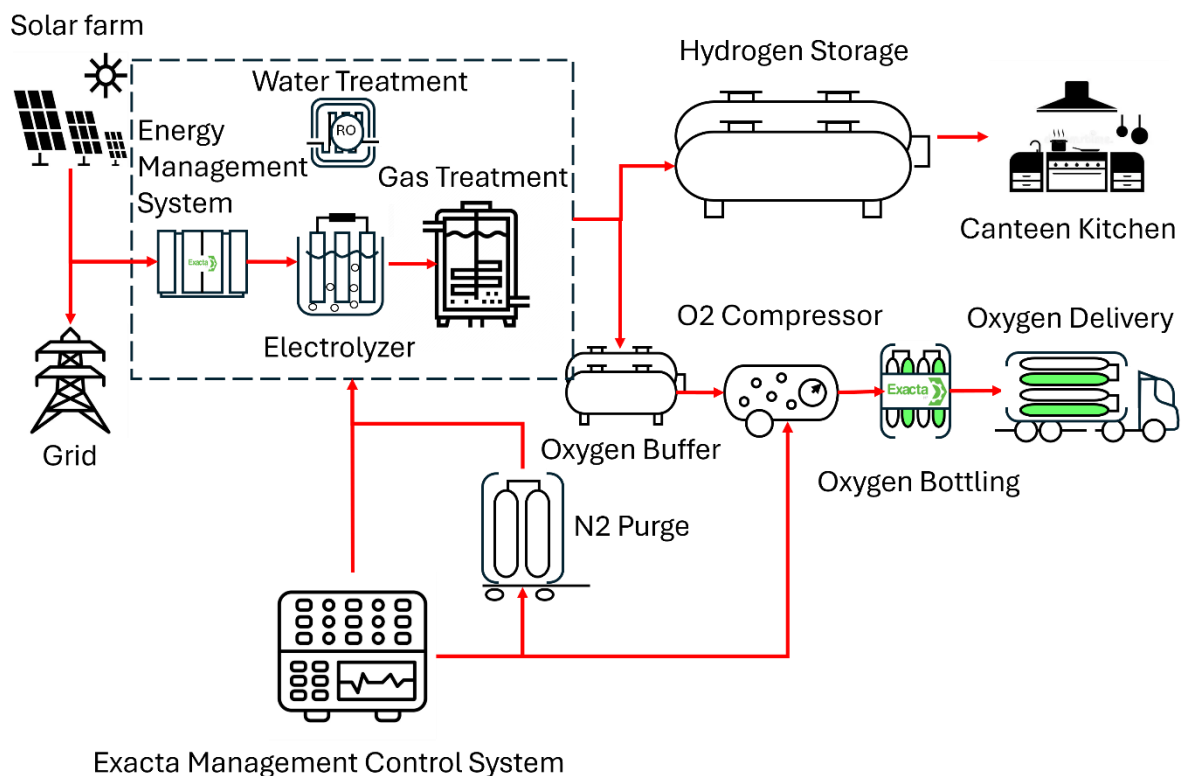 Solar farm
Hydrogen Storage
Water Treatment
RO
Energy
Management
System
Gas Treatment
Exacta
Canteen Kitchen
Electrolyzer
O2 Compressor
Oxygen Delivery
Exacta
Grid
Oxygen Buffer
Oxygen Bottling
N2 Purge
Exacta Management Control System